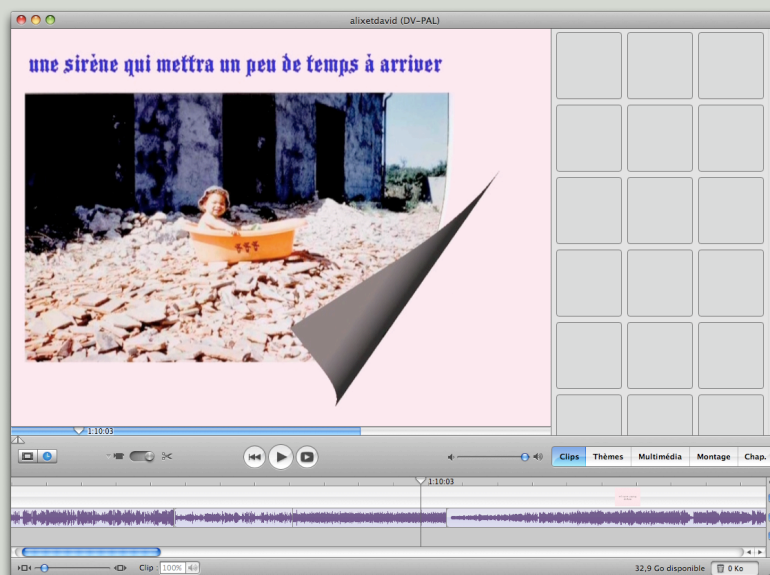 alixetdavid (DV-PAL)
une sirène qui mettra un peu de temps à arriver
1:10:03
Clips Thèmes Multimédia Montage Chap.
1:10:03
Clip : 100%
32,9 Go disponible 0 Ko